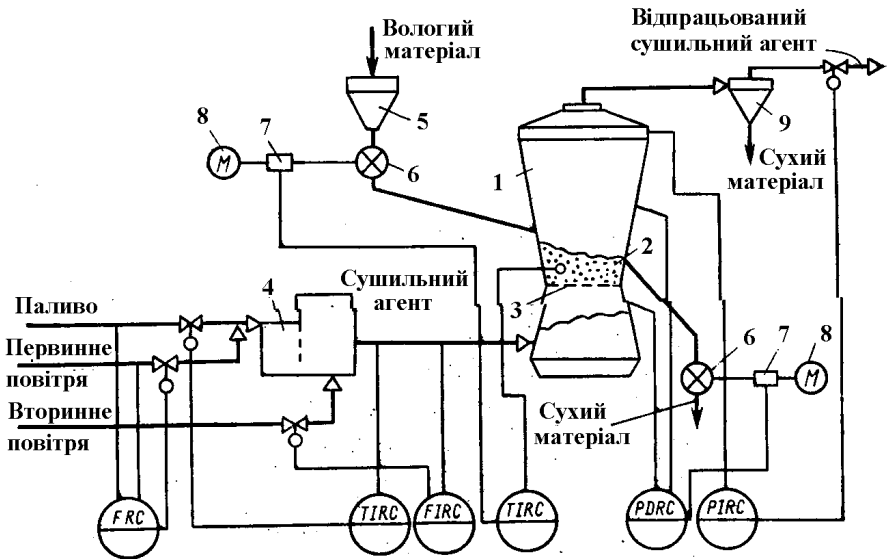 Вологий
матеріал
Відпрацьований
сушильний агент
8
7
5
6
9
Сухий
матеріал
1
2
3
Сушильний
агент
4
Паливо
Первинне
повітря
Вторинне
повітря
М
6
7
8
М
Сухий
матеріал
FRC
TIRC
FIRC
TIRC
PDRC
PIRC